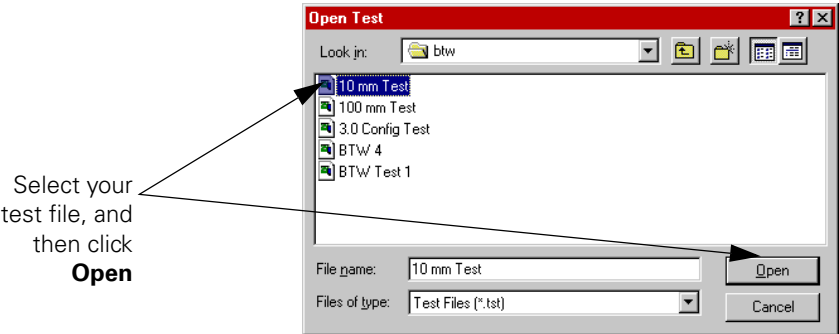 Open Test
Look in: btw
10 mm Test
100 mm Test
3.0 Config Test
BTW 4
BTW Test 1
Select your
test file, and
then click
Open
File name: 10 mm Test Open
Files of type: Test Files (*.tst) Cancel